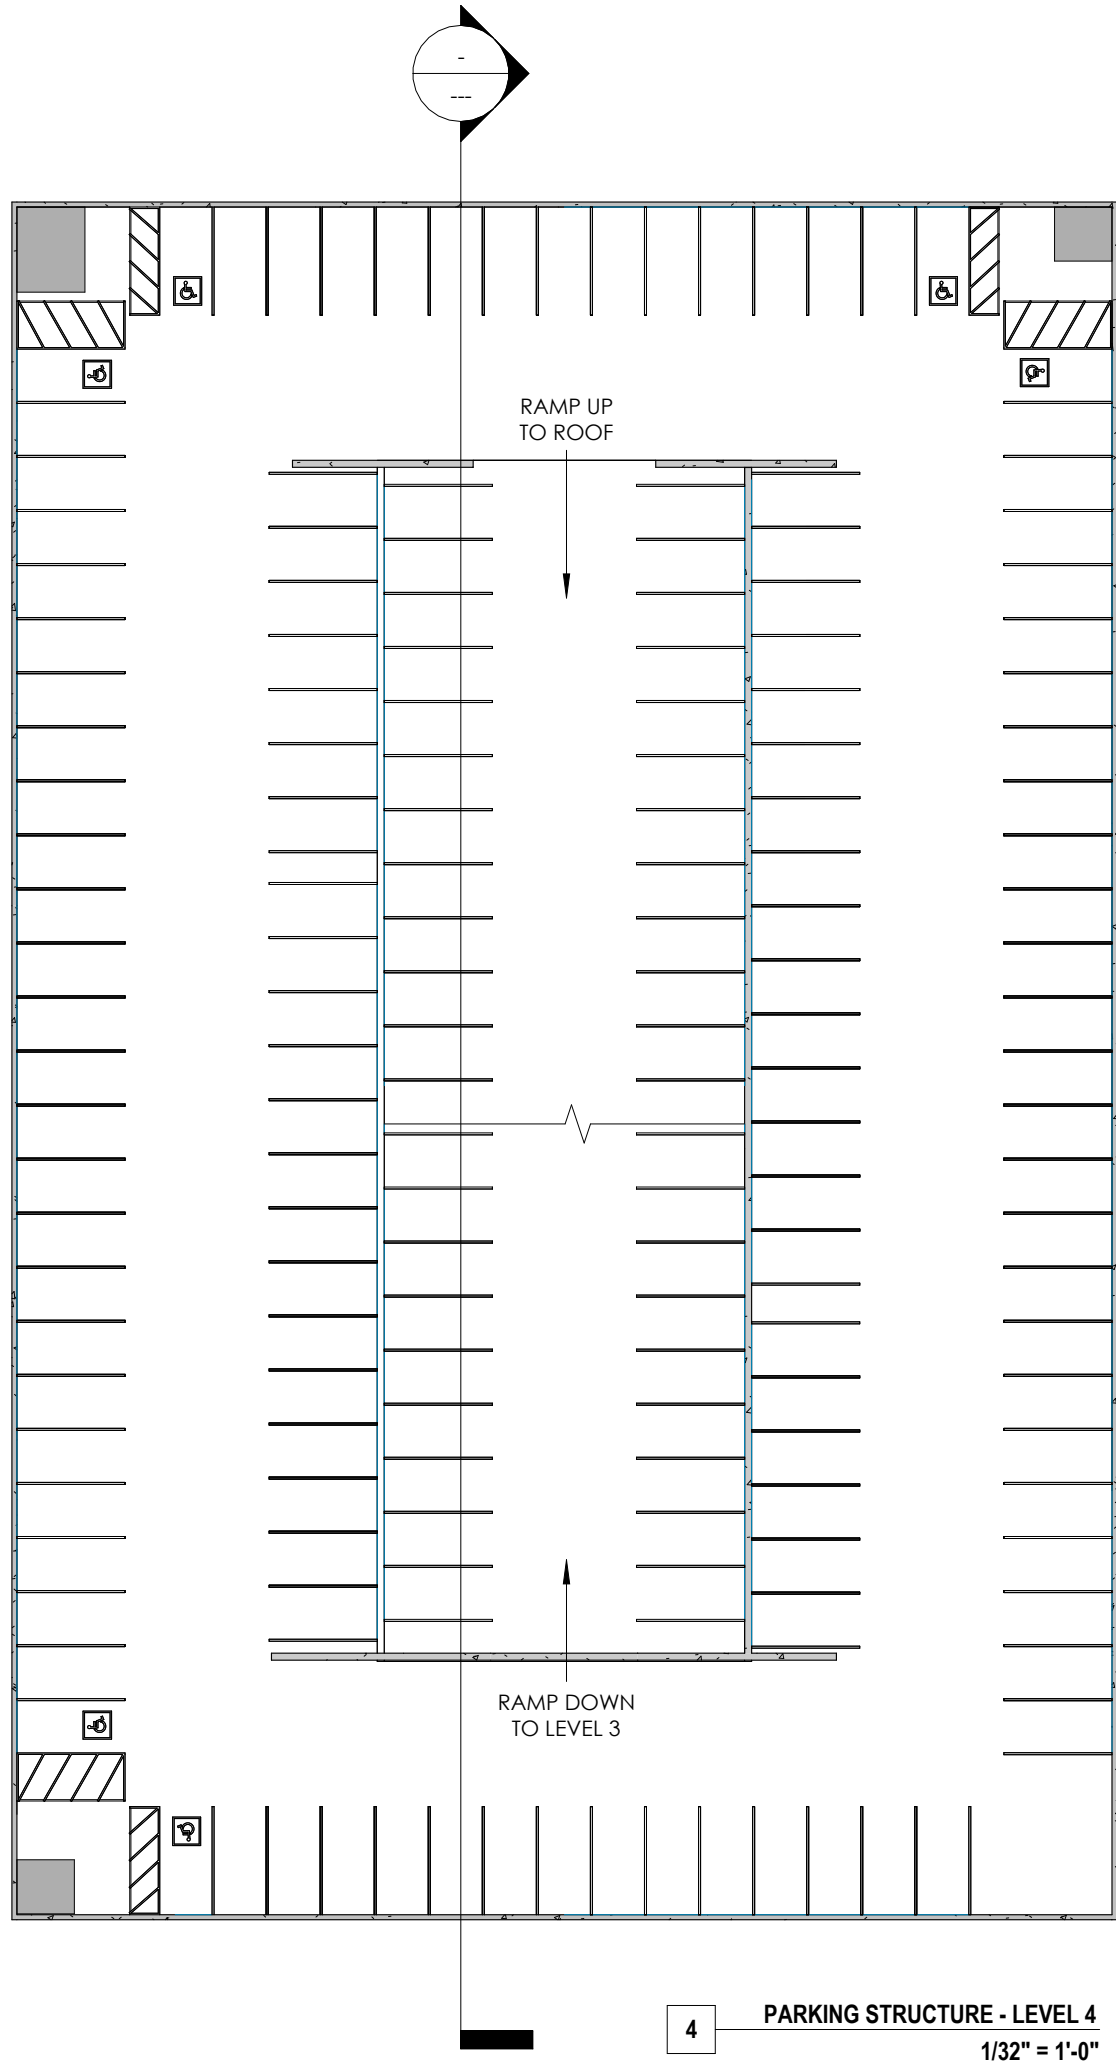 -
---
RAMP UP
TO ROOF
RAMP DOWN
TO LEVEL 3
4
PARKING STRUCTURE - LEVEL 4
1/32" = 1'-0"